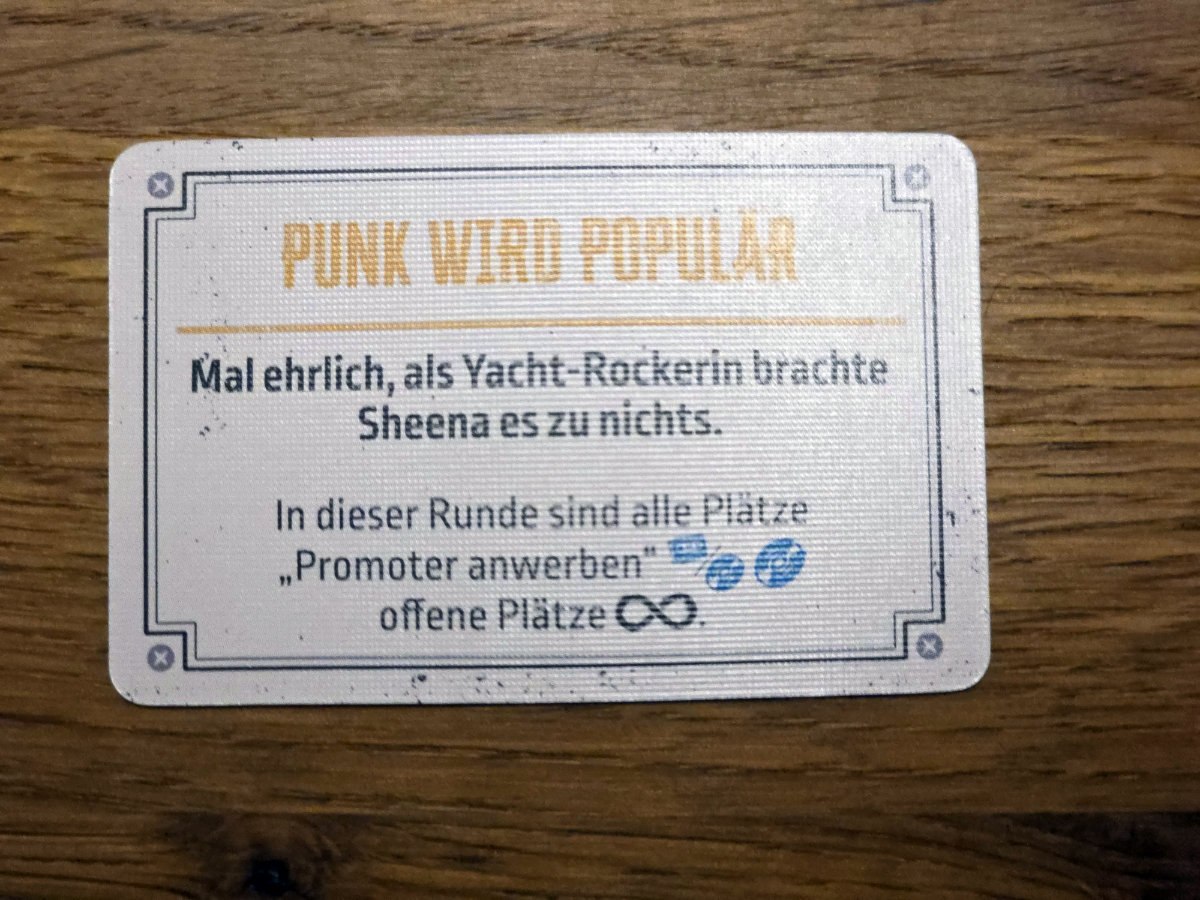 PUNK WIRD POPULÄR
Mal ehrlich, als Yacht-Rockerin brachte
Sheena es zu nichts.
In dieser Runde sind alle Plätze
„Promoter anwerben“
offene Plätze ∞.